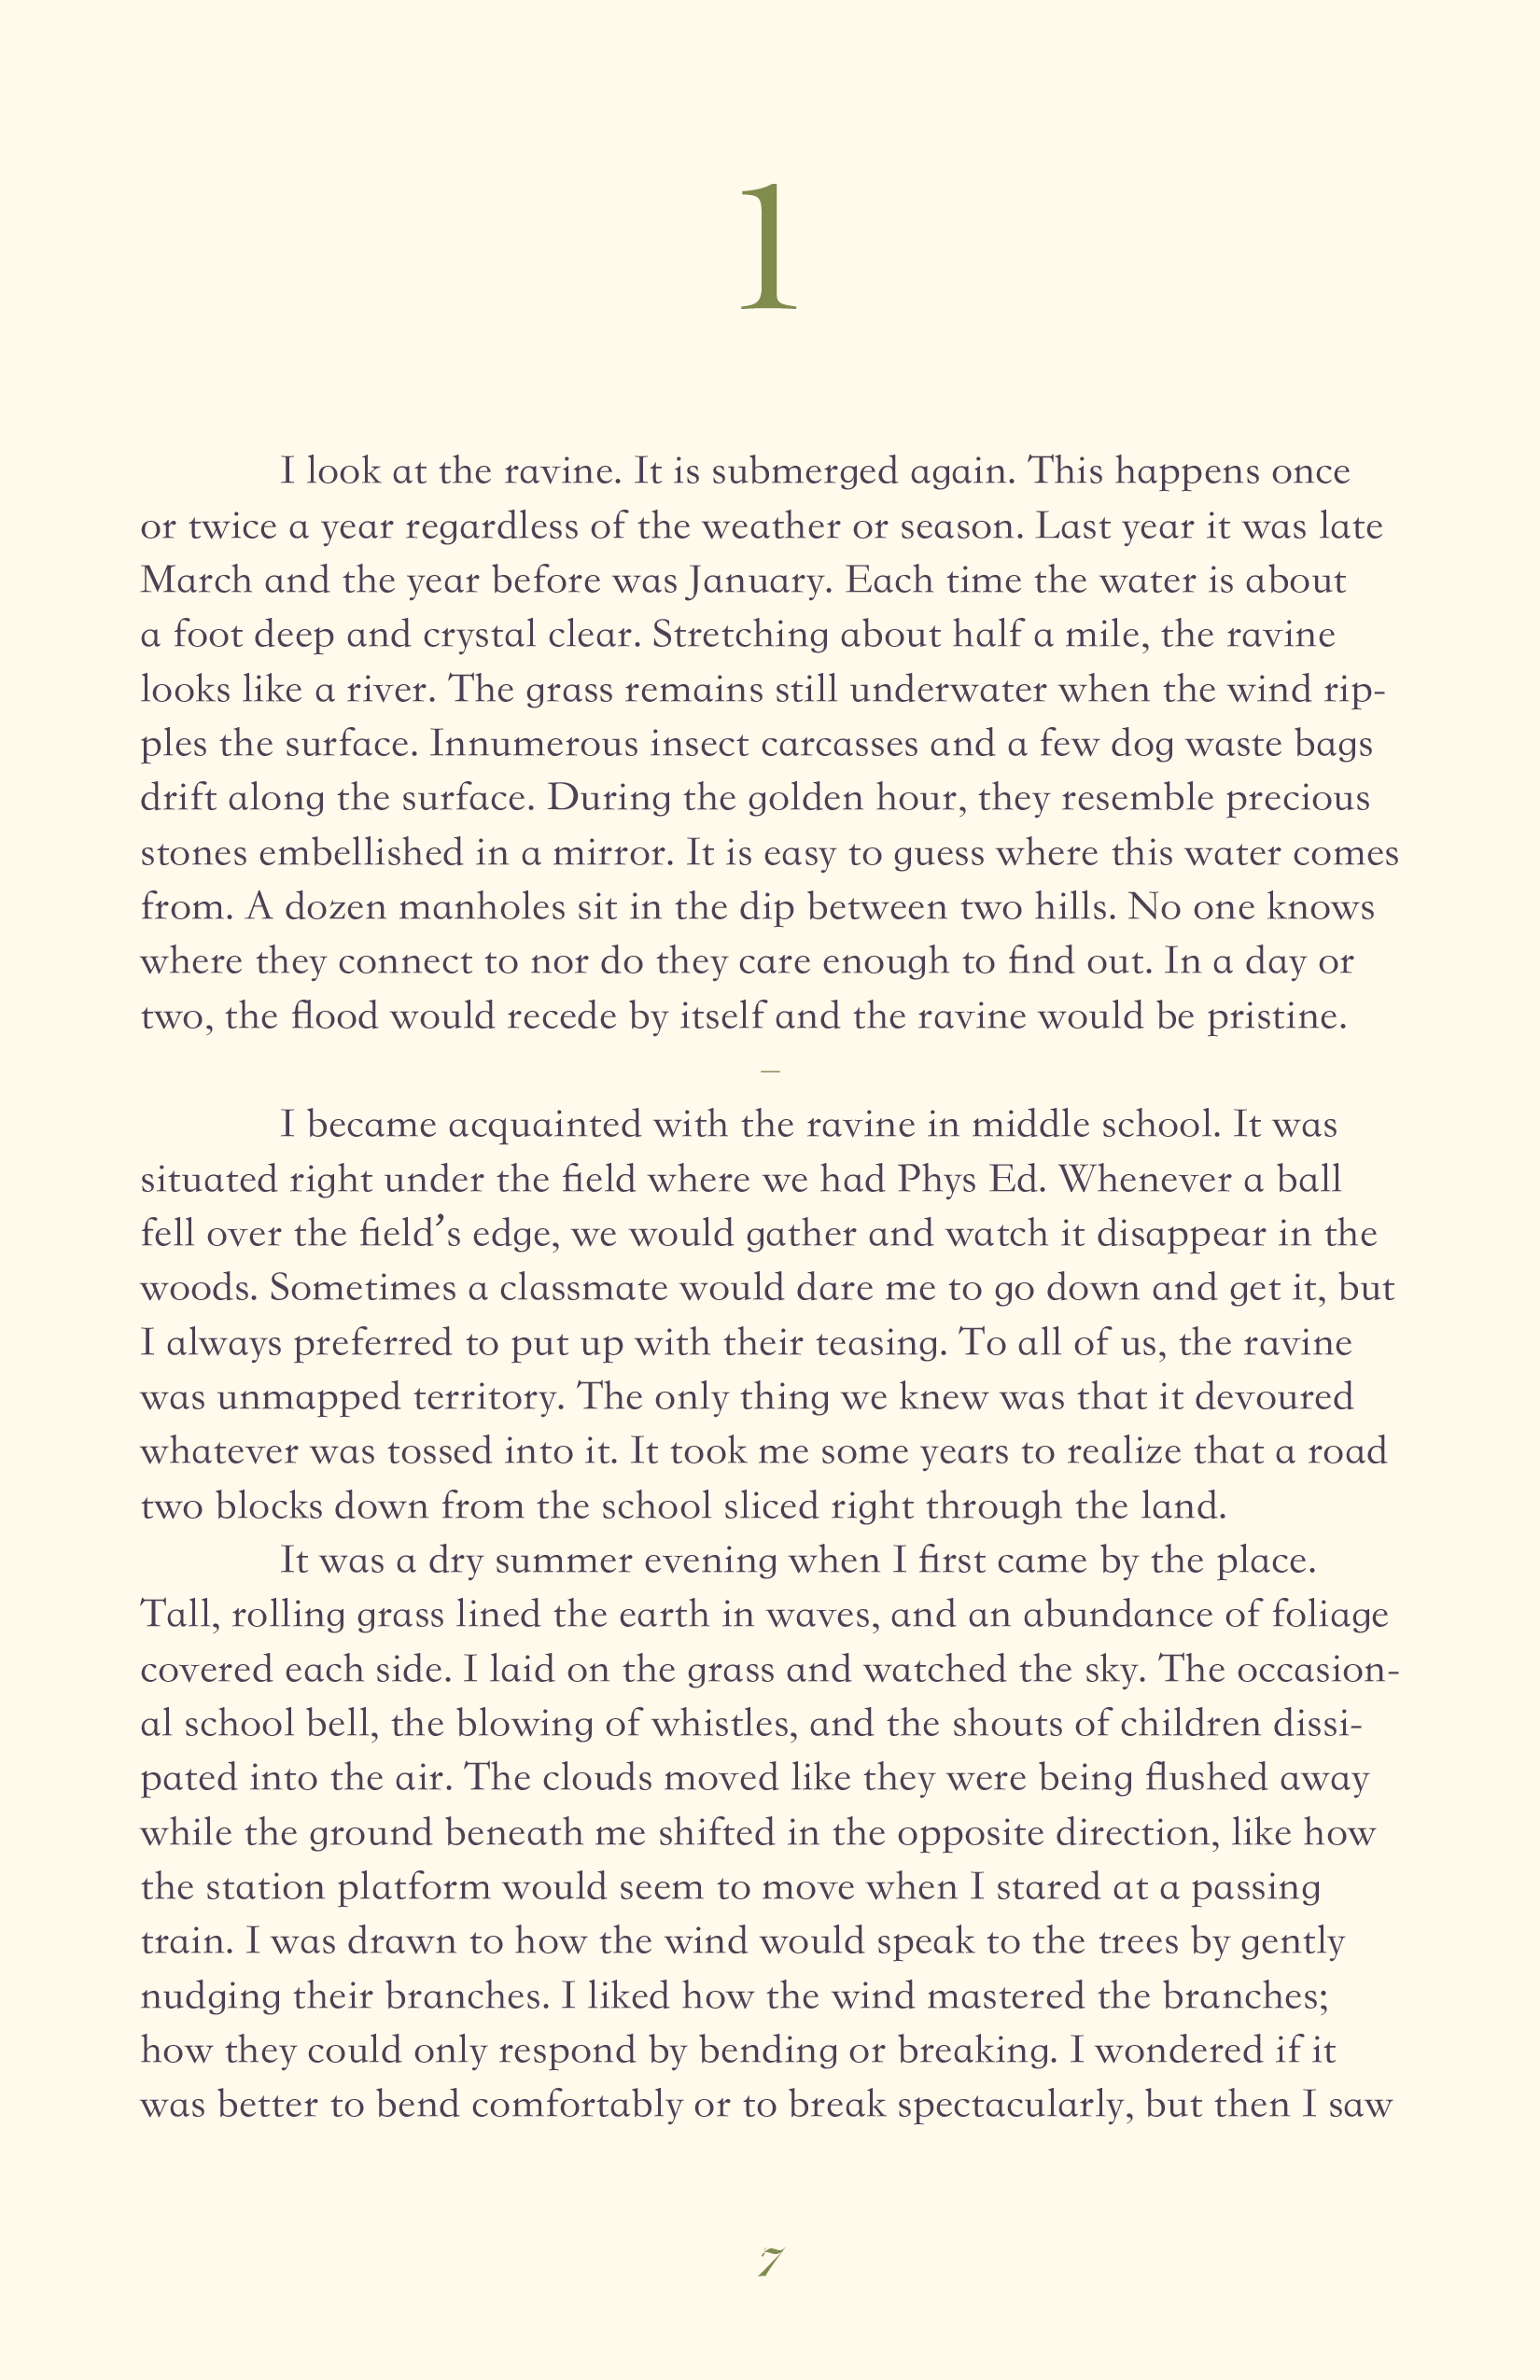 1
I look at the ravine. It is submerged again. This happens once
or twice a year regardless of the weather or season. Last year it was late
March and the year before was January. Each time the water is about
a foot deep and crystal clear. Stretching about half a mile, the ravine
looks like a river. The grass remains still underwater when the wind rip-
ples the surface. Innumerous insect carcasses and a few dog waste bags
drift along the surface. During the golden hour, they resemble precious
stones embellished in a mirror. It is easy to guess where this water comes
from. A dozen manholes sit in the dip between two hills. No one knows
where they connect to nor do they care enough to find out. In a day or
two, the flood would recede by itself and the ravine would be pristine.
–
I became acquainted with the ravine in middle school. It was
situated right under the field where we had Phys Ed. Whenever a ball
fell over the field’s edge, we would gather and watch it disappear in the
woods. Sometimes a classmate would dare me to go down and get it, but
I always preferred to put up with their teasing. To all of us, the ravine
was unmapped territory. The only thing we knew was that it devoured
whatever was tossed into it. It took me some years to realize that a road
two blocks down from the school sliced right through the land.
It was a dry summer evening when I first came by the place.
Tall, rolling grass lined the earth in waves, and an abundance of foliage
covered each side. I laid on the grass and watched the sky. The occasion-
al school bell, the blowing of whistles, and the shouts of children dissi-
pated into the air. The clouds moved like they were being flushed away
while the ground beneath me shifted in the opposite direction, like how
the station platform would seem to move when I stared at a passing
train. I was drawn to how the wind would speak to the trees by gently
nudging their branches. I liked how the wind mastered the branches;
how they could only respond by bending or breaking. I wondered if it
was better to bend comfortably or to break spectacularly, but then I saw
7